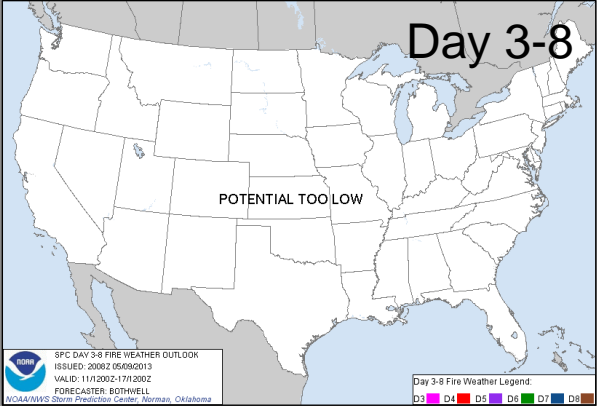 Day 3-8
POTENTIAL TOO LOW
NOAA
SPC DAY 3-8 FIRE WEATHER OUTLOOK
ISSUED: 2008Z 05/09/2013
VALID: 11/1200Z-17/1200Z
FORECASTER: BOTHWELL
NOAA/NWS Storm Prediction Center, Norman, Oklahoma
Day 3-8 Fire Weather Legend:
D3 D4 D5 D6 D7 D8